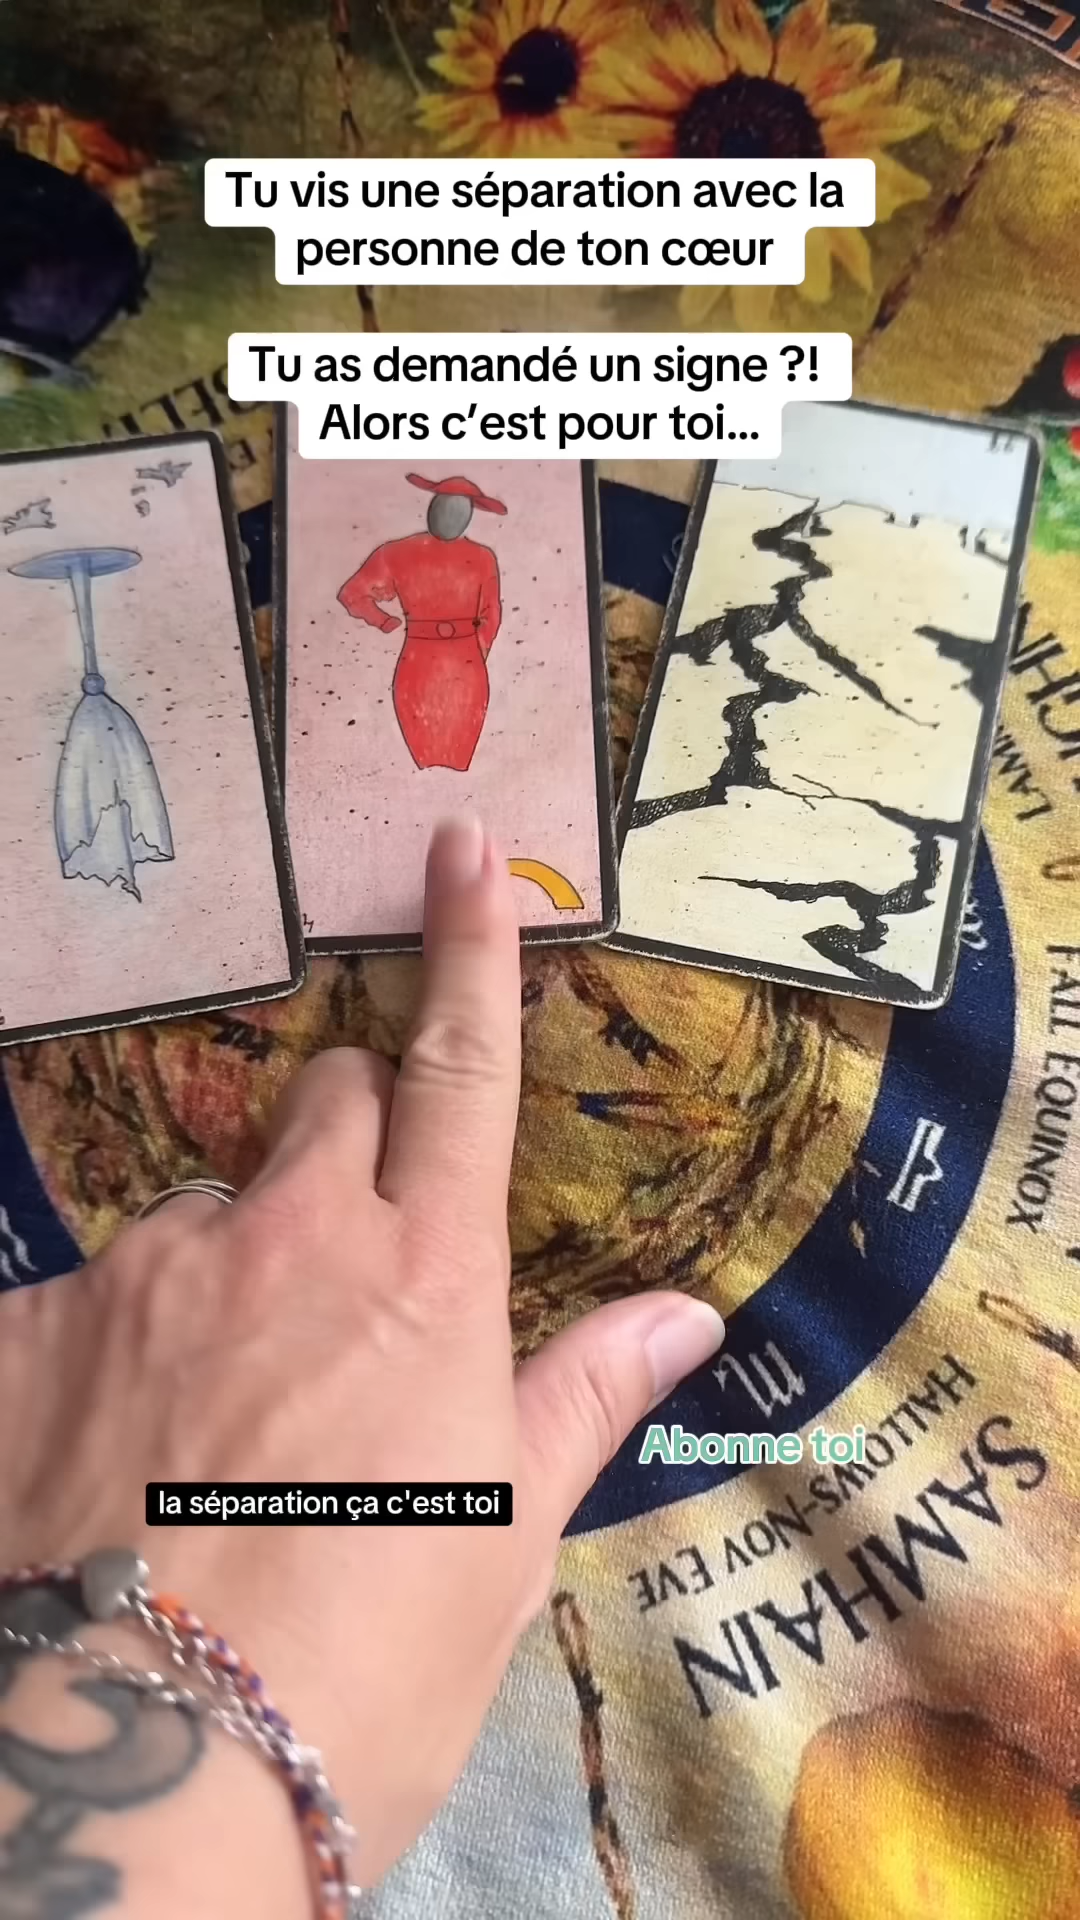 Tu vis une séparation avec la
personne de ton cœur
Tu as demandé un signe ?!
Alors c’est pour toi...
LAMM
FALL EQUINOX
Abonne toi
la séparation ça c'est toi
HALLOWS-NOV EVE
SAMHAIN